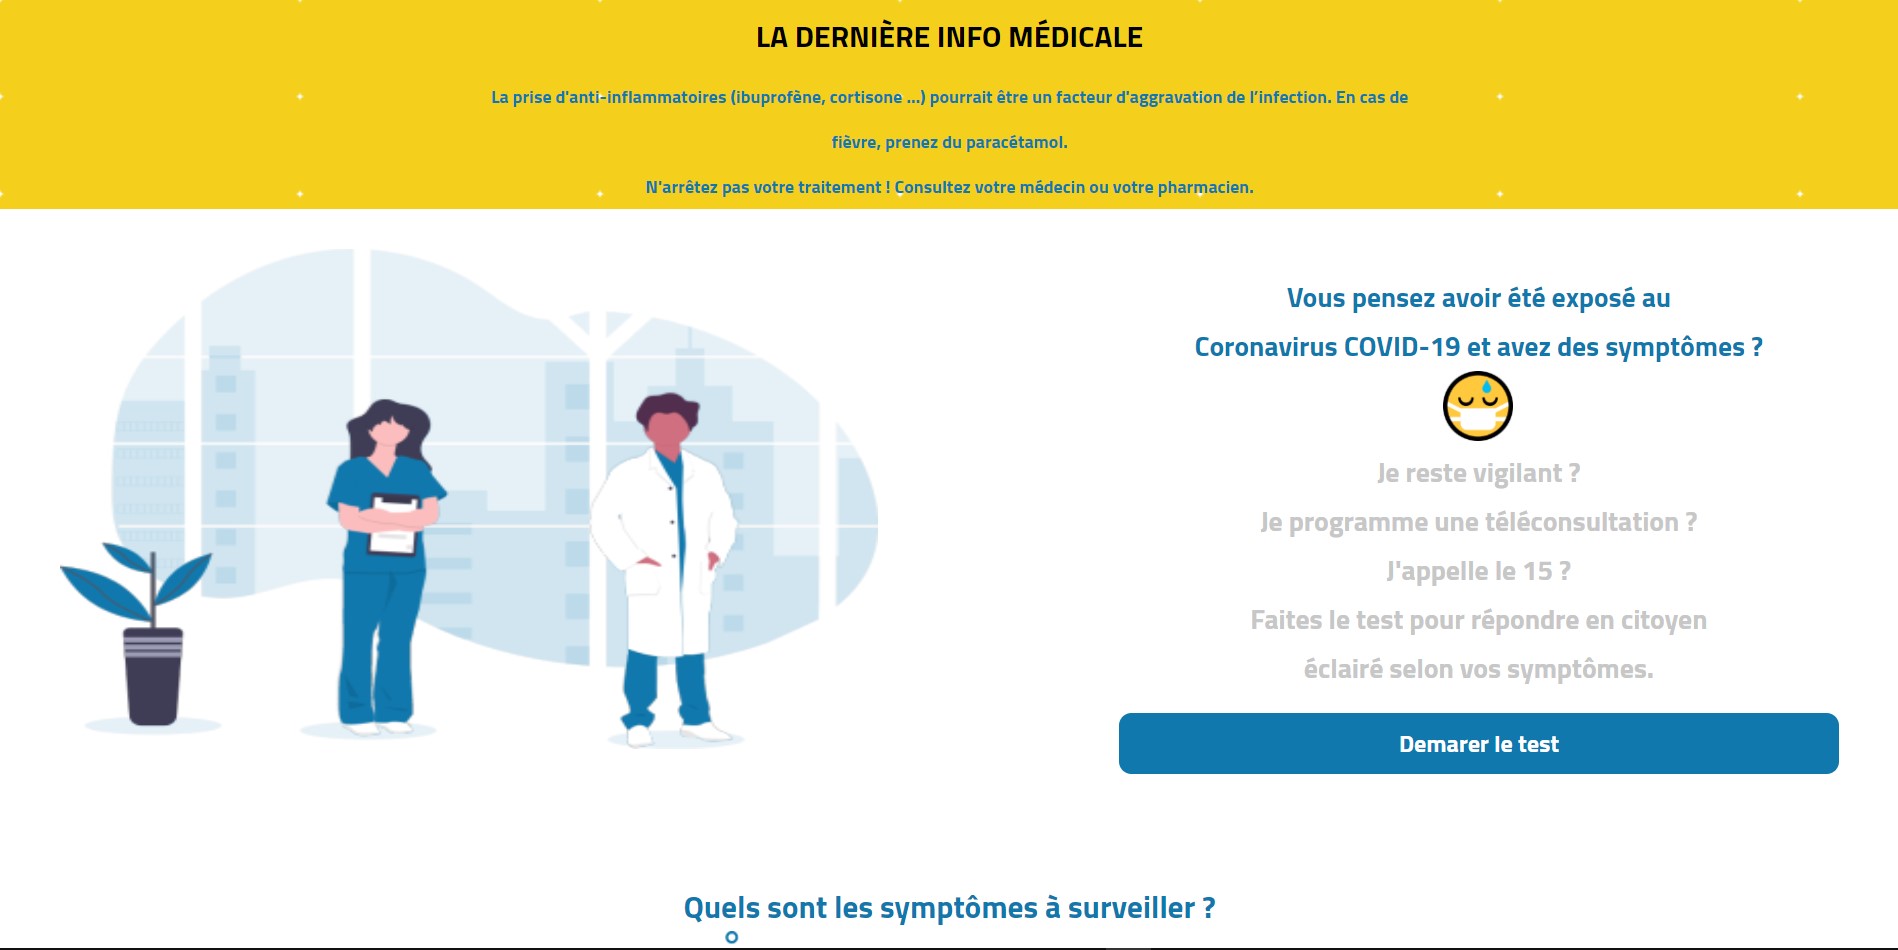 LA DERNIÈRE INFO MÉDICALE
La prise d'anti-inflammatoires (ibuprofène, cortisone ...) pourrait être un facteur d'aggravation de l’infection. En cas de
fièvre, prenez du paracétamol.
N'arrêtez pas votre traitement ! Consultez votre médecin ou votre pharmacien.
Vous pensez avoir été exposé au
Coronavirus COVID-19 et avez des symptômes ?
Je reste vigilant ?
Je programme une téléconsultation ?
J'appelle le 15 ?
Faites le test pour répondre en citoyen
éclairé selon vos symptômes.
Demarer le test
Quels sont les symptômes à surveiller ?